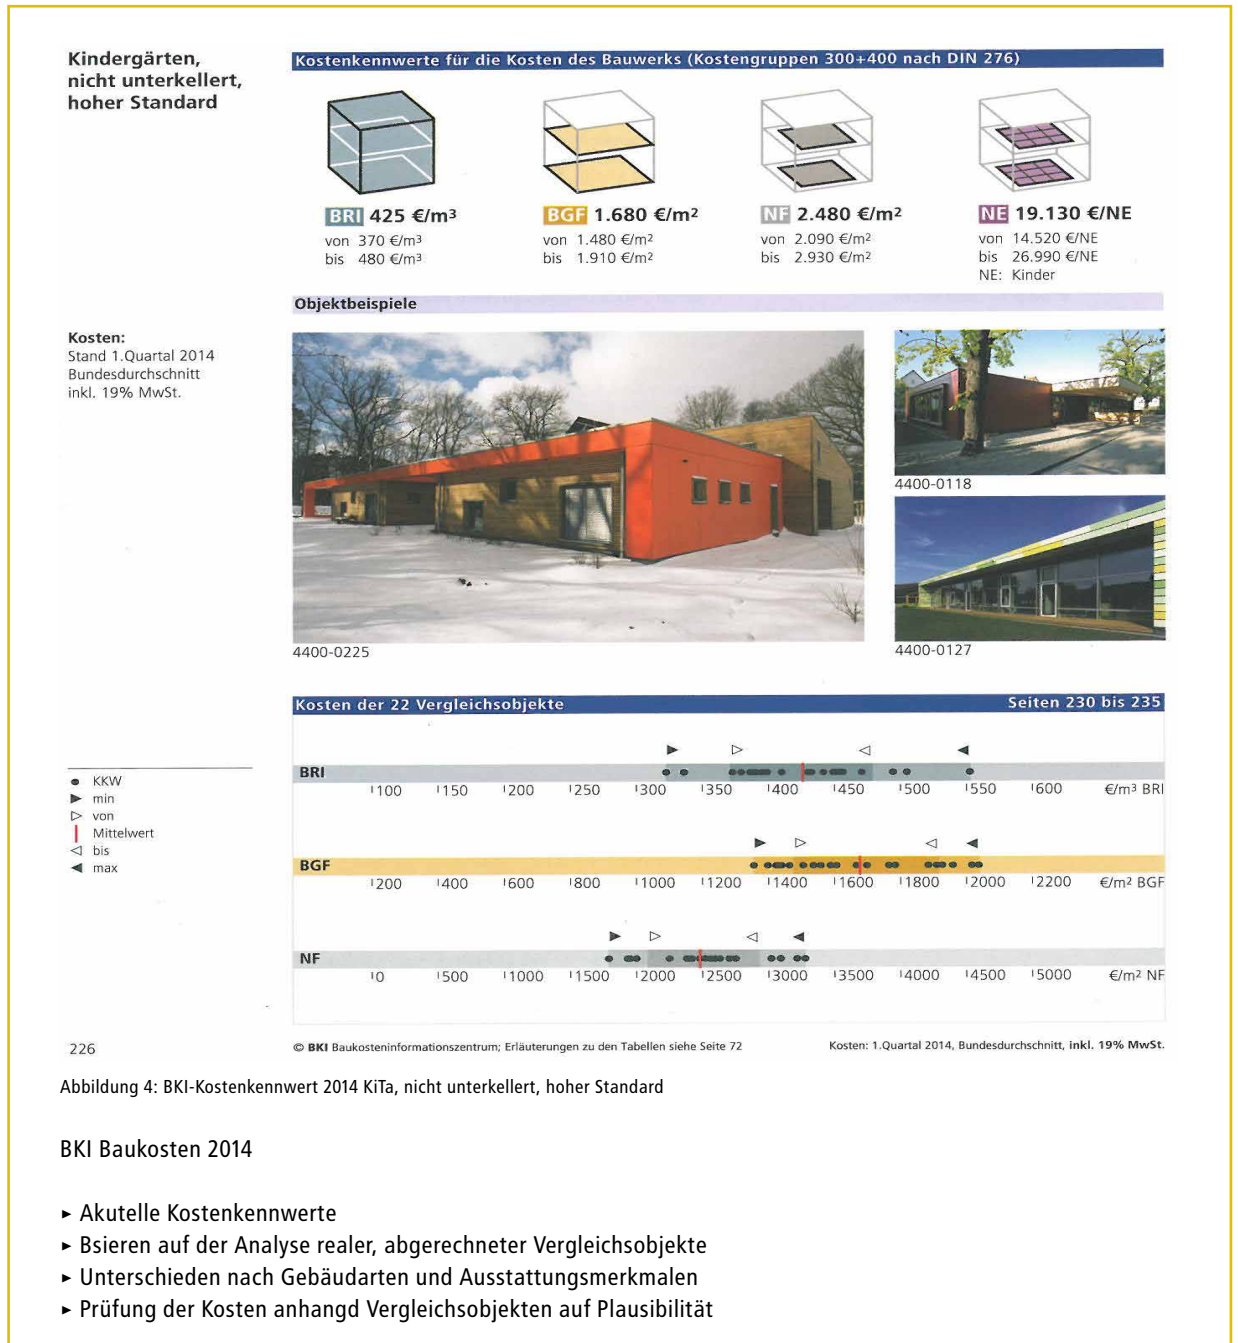 Kindergärten,
nicht unterkellert,
hoher Standard
Kostenkennwerte für die Kosten des Bauwerks (Kostengruppen 300+400 nach DIN 276)
BRI 425 €/m³
von 370 €/m³
bis 480 €/m³
BGF 1.680 €/m²
von 1.480 €/m²
bis 1.910 €/m²
NF 2.480 €/m²
von 2.090 €/m²
bis 2.930 €/m²
NE 19.130 €/NE
von 14.520 €/NE
bis 26.990 €/NE
NE: Kinder
Objektbeispiele
Kosten:
Stand 1.Quartal 2014
Bundesdurchschnitt
inkl. 19% MwSt.
4400-0225
4400-0118
4400-0127
Kosten der 22 Vergleichsobjekte Seiten 230 bis 235
KKW
min
von
Mittelwert
bis
max
BRI
100 150 200 250 300 350 400 450 500 550 600 €/m³ BRI
BGF
200 400 600 800 1000 1200 1400 1600 1800 2000 2200 €/m² BGF
NF
0 500 1000 1500 2000 2500 3000 3500 4000 4500 5000 €/m² NF
226
© BKI Baukosteninformationszentrum; Erläuterungen zu den Tabellen siehe Seite 72
Kosten: 1.Quartal 2014, Bundesdurchschnitt, inkl. 19% MwSt.
Abbildung 4: BKI-Kostenkennwert 2014 KiTa, nicht unterkellert, hoher Standard
BKI Baukosten 2014
► Akutelle Kostenkennwerte
► Bsieren auf der Analyse realer, abgerechneter Vergleichsobjekte
► Unterschieden nach Gebäudarten und Ausstattungsmerkmalen
► Prüfung der Kosten anhangd Vergleichsobjekten auf Plausibilität